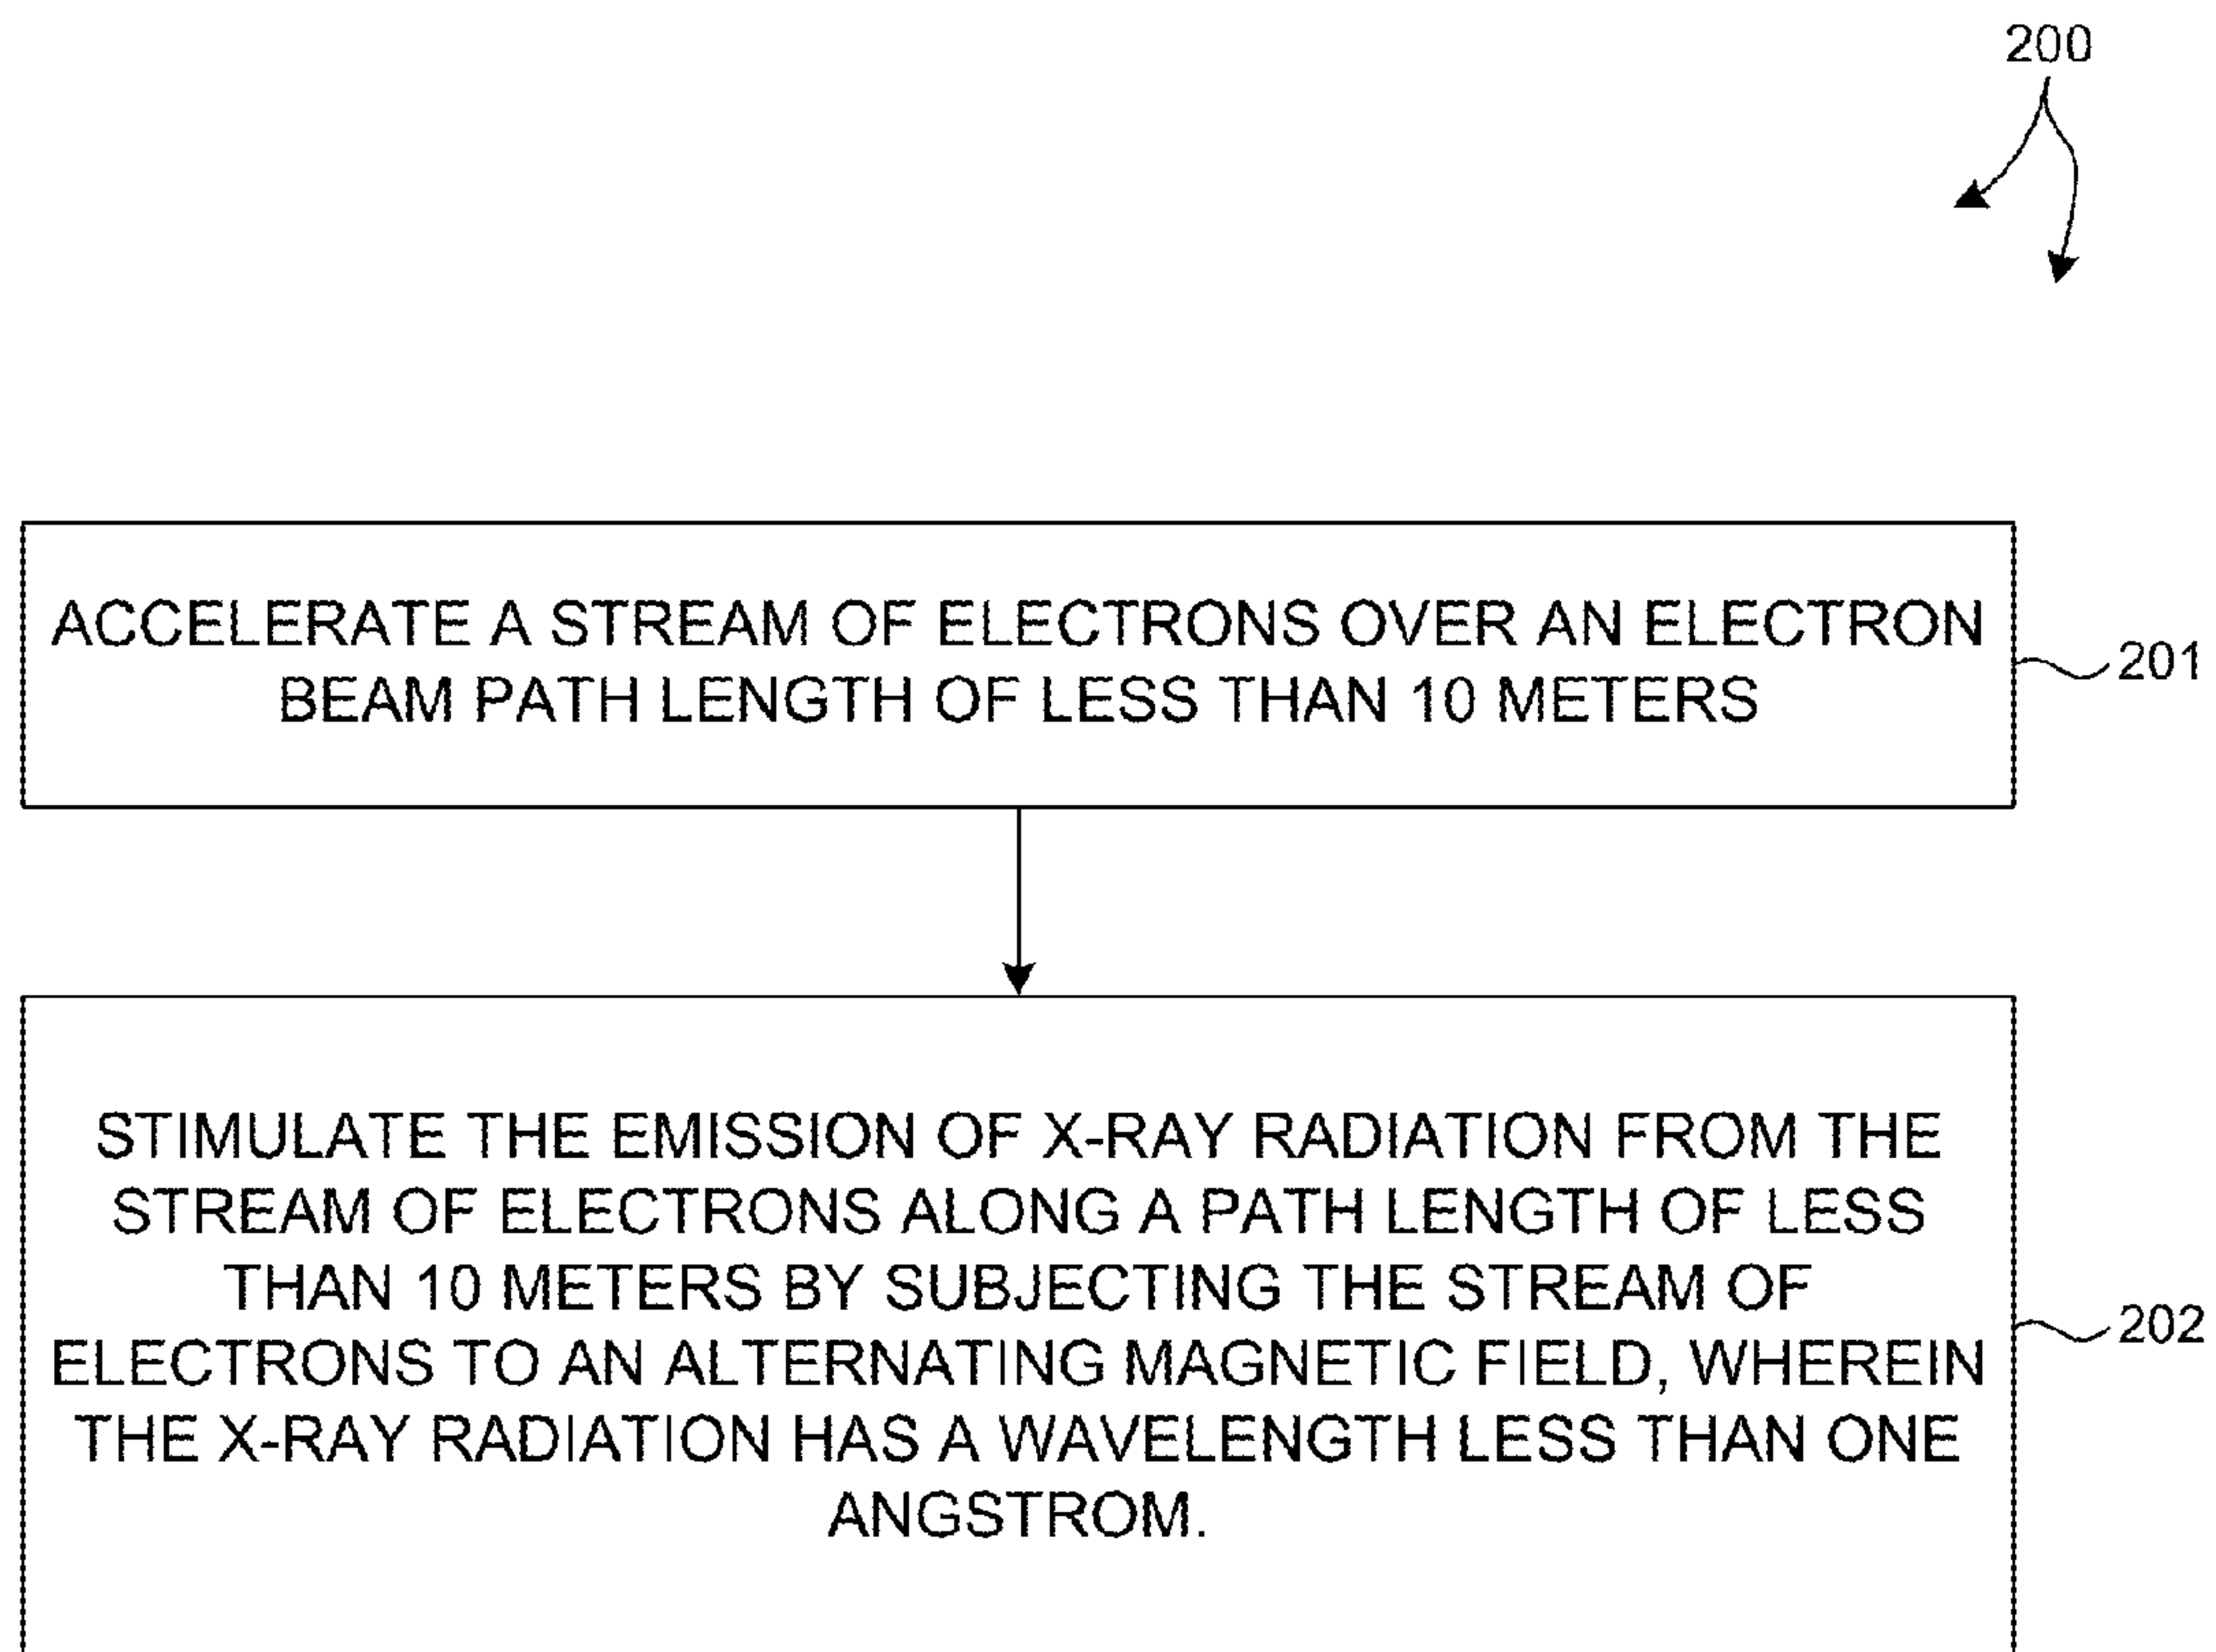 200
ACCELERATE A STREAM OF ELECTRONS OVER AN ELECTRON
BEAM PATH LENGTH OF LESS THAN 10 METERS
201
STIMULATE THE EMISSION OF X-RAY RADIATION FROM THE
STREAM OF ELECTRONS ALONG A PATH LENGTH OF LESS
THAN 10 METERS BY SUBJECTING THE STREAM OF
ELECTRONS TO AN ALTERNATING MAGNETIC FIELD, WHEREIN
THE X-RAY RADIATION HAS A WAVELENGTH LESS THAN ONE
ANGSTROM.
202